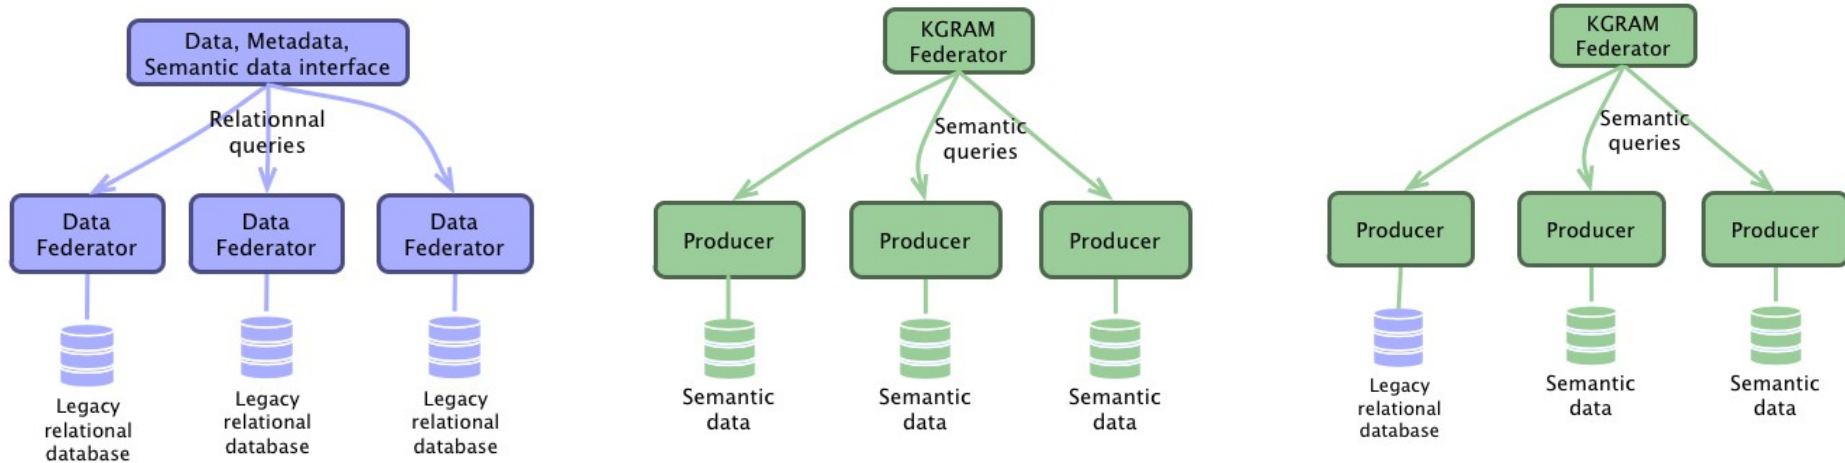 Data, Metadata,
Semantic data interface
Relationnal
queries
Data
Federator
Data
Federator
Data
Federator
Legacy
relational
database
Legacy
relational
database
Legacy
relational
database
KGRAM
Federator
Semantic
queries
Producer
Producer
Producer
Semantic
data
Semantic
data
Semantic
data
KGRAM
Federator
Semantic
queries
Producer
Producer
Producer
Legacy
relational
database
Semantic
data
Semantic
data